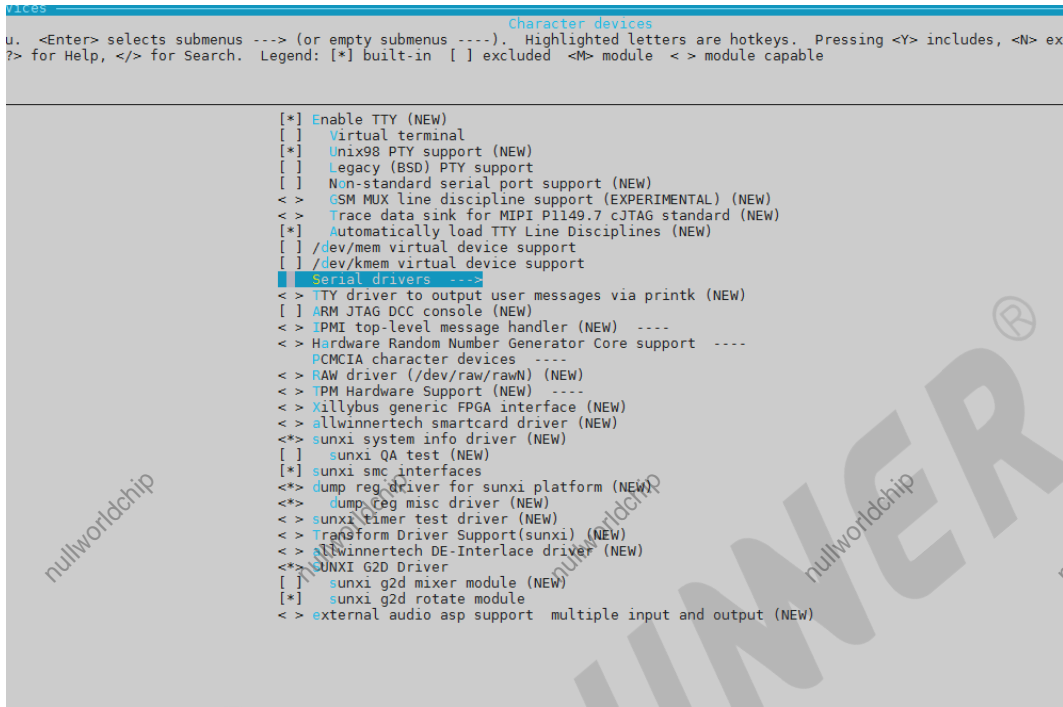 vices
Character devices
u.  <Enter> selects submenus ---> (or empty submenus ----).  Highlighted letters are hotkeys.  Pressing <Y> includes, <N> ex
?> for Help, </> for Search.  Legend: [*] built-in  [ ] excluded  <M> module  < > module capable
[*] Enable TTY (NEW)
[ ]   Virtual terminal
[*]   Unix98 PTY support (NEW)
[ ]   Legacy (BSD) PTY support
[ ]   Non-standard serial port support (NEW)
< >   GSM MUX line discipline support (EXPERIMENTAL) (NEW)
< >   Trace data sink for MIPI P1149.7 cJTAG standard (NEW)
[*]   Automatically load TTY Line Disciplines (NEW)
[ ] /dev/mem virtual device support
[ ] /dev/kmem virtual device support
Serial drivers  --->
< > TTY driver to output user messages via printk (NEW)
[ ] ARM JTAG DCC console (NEW)
< > IPMI top-level message handler (NEW)  ----
< > Hardware Random Number Generator Core support  ----
PCMCIA character devices  ----
< > RAW driver (/dev/raw/rawN) (NEW)
< > TPM Hardware Support (NEW)  ----
< > Xillybus generic FPGA interface (NEW)
< > allwinnertech smartcard driver (NEW)
<*> sunxi system info driver (NEW)
[ ]   sunxi QA test (NEW)
[*] sunxi smc interfaces
<*> dump reg driver for sunxi platform (NEW)
<*>   dump reg misc driver (NEW)
< > sunxi timer test driver (NEW)
< > Transform Driver Support(sunxi) (NEW)
< > allwinnertech DE-Interlace driver (NEW)
<*> SUNXI G2D Driver
[ ]   sunxi g2d mixer module (NEW)
[*]   sunxi g2d rotate module
< > external audio asp support  multiple input and output (NEW)
nullworldchip
nullworldchip
nullworldchip
nullworldchip
UNNER®